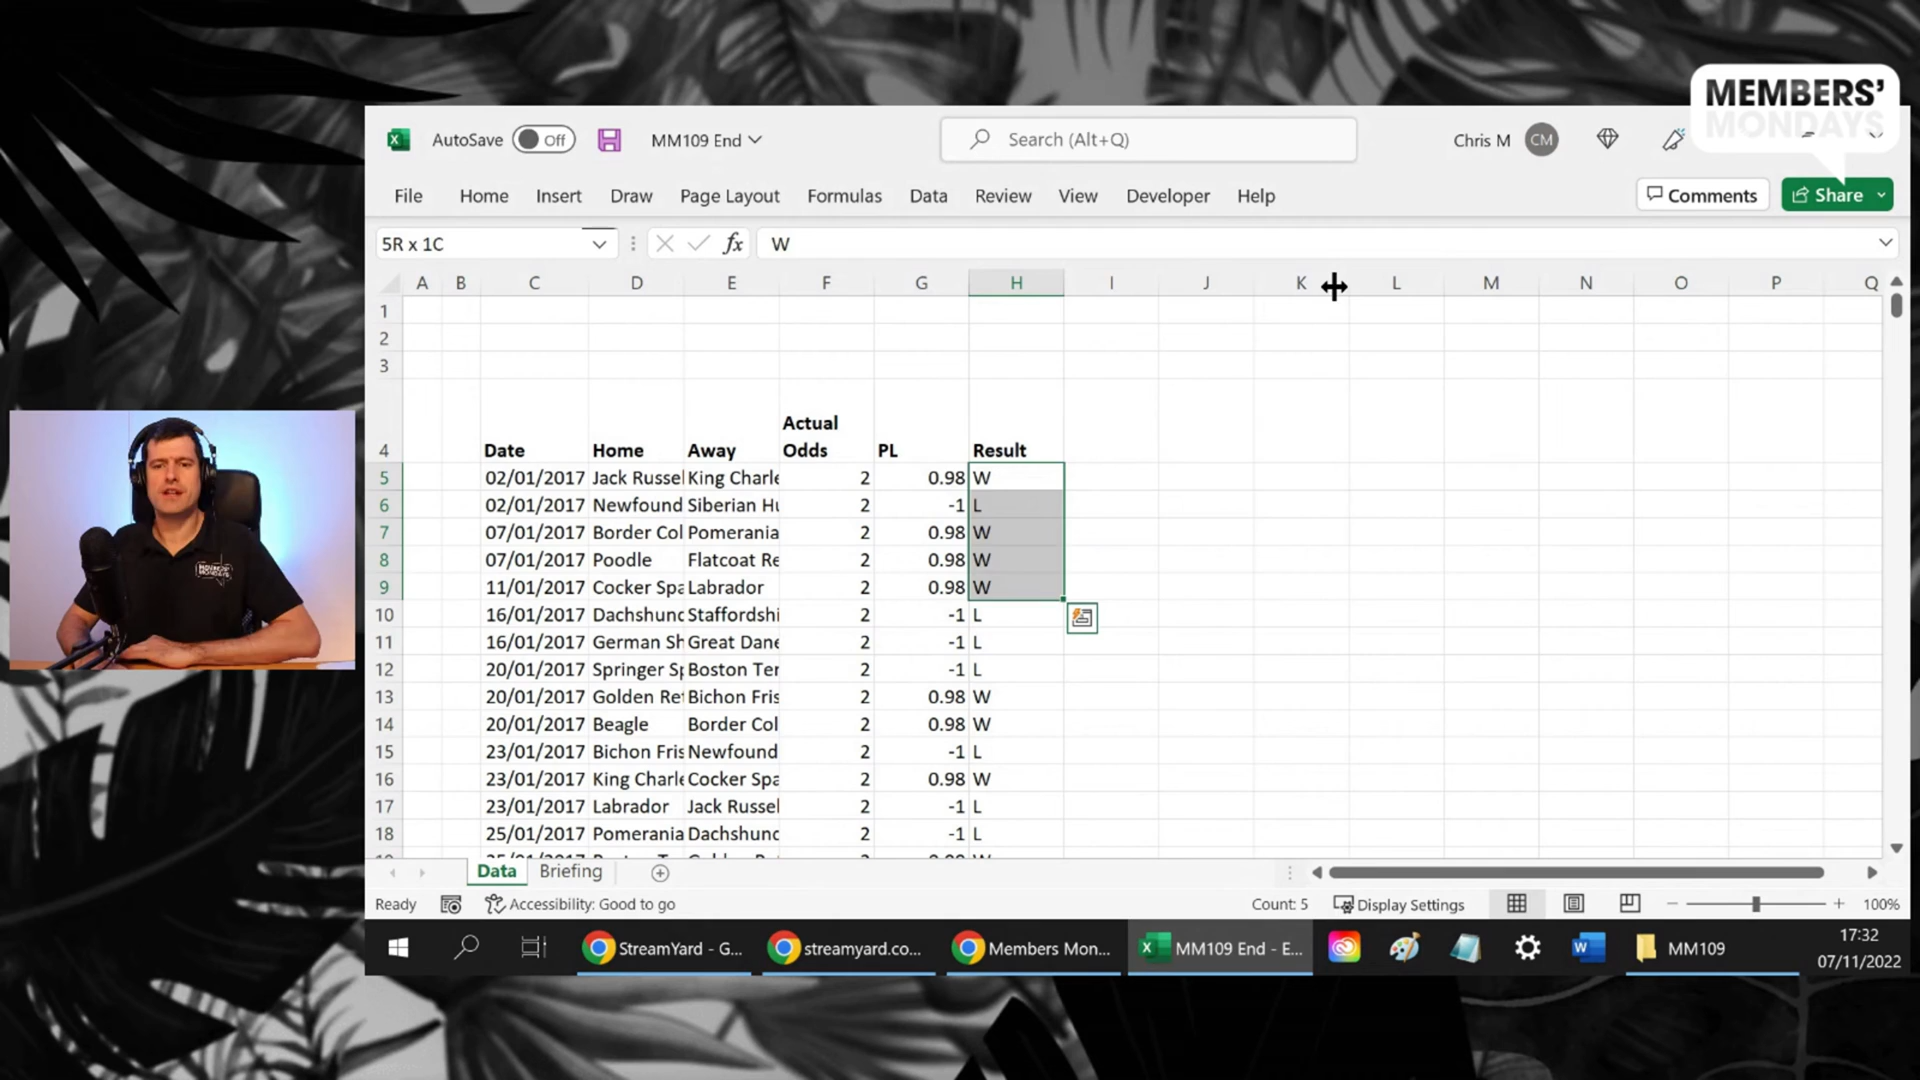 MEMBERS'
MONDAYS
AutoSave Off MM109 End Search (Alt+Q) Chris M CM
File Home Insert Draw Page Layout Formulas Data Review View Developer Help Comments Share
5R x 1C fx W
A B C D E F G H I J K L M N O P Q
1
2
3
4 Date Home Away Actual Odds PL Result
5 02/01/2017 Jack Russel King Charle 2 0.98 W
6 02/01/2017 Newfound Siberian Hu 2 -1 L
7 07/01/2017 Border Col Pomerania 2 0.98 W
8 07/01/2017 Poodle Flatcoat Re 2 0.98 W
9 11/01/2017 Cocker Spa Labrador 2 0.98 W
10 16/01/2017 Dachshund Staffordshi 2 -1 L
11 16/01/2017 German Sh Great Dane 2 -1 L
12 20/01/2017 Springer Sp Boston Ter 2 -1 L
13 20/01/2017 Golden Ret Bichon Fris 2 0.98 W
14 20/01/2017 Beagle Border Col 2 0.98 W
15 23/01/2017 Bichon Fris Newfound 2 -1 L
16 23/01/2017 King Charle Cocker Spa 2 0.98 W
17 23/01/2017 Labrador Jack Russel 2 -1 L
18 25/01/2017 Pomerania Dachshund 2 -1 L
Data Briefing
Ready Accessibility: Good to go Count: 5 Display Settings 100%
StreamYard - G... streamyard.co... Members Mon... MM109 End - E... MM109 17:32
07/11/2022